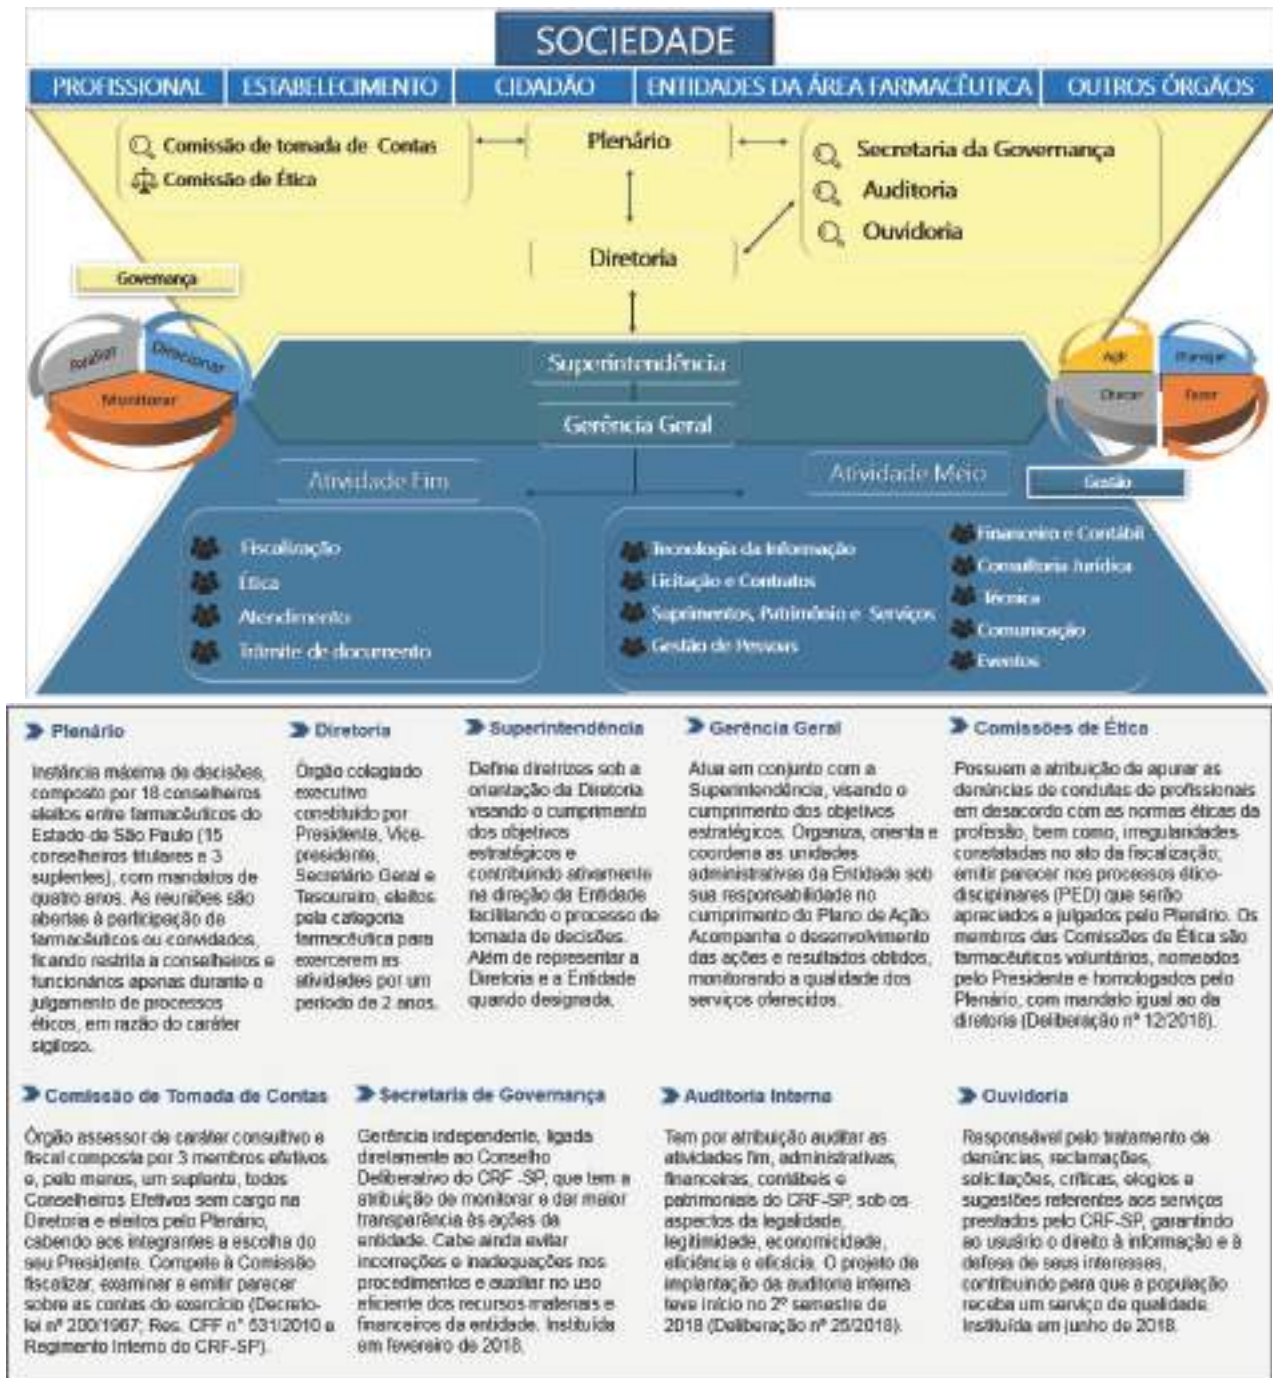 SOCIEDADE
PROFISSIONAL
ESTABELECIMENTO
CIDADÃO
ENTIDADES DA ÁREA FARMACÊUTICA
OUTROS ÓRGÃOS
Comissão de tomada de Contas
Comissão de Ética
Plenário
Secretaria da Governança
Auditoria
Ouvidoria
Diretoria
Governança
Avaliar
Direcionar
Monitorar
Superintendência
Gerência Geral
Agir
Planejar
Checar
Fazer
Gestão
Atividade Fim
Atividade Meio
Fiscalização
Ética
Atendimento
Trâmite de documento
Tecnologia da Informação
Licitação e Contratos
Suprimentos, Patrimônio e Serviços
Gestão de Pessoas
Financeiro e Contábil
Consultoria Jurídica
Técnica
Comunicação
Eventos
Plenário
Instância máxima de decisões,
composto por 18 conselheiros
eleitos entre farmacêuticos do
Estado de São Paulo (15
conselheiros titulares e 3
suplentes), com mandatos de
quatro anos. As reuniões são
abertas à participação de
farmacêuticos ou convidados,
ficando restrita a conselheiros e
funcionários apenas durante o
julgamento de processos
éticos, em razão do caráter
sigiloso.
Diretoria
Órgão colegiado
executivo
constituído por
Presidente, Vice-
presidente,
Secretário Geral e
Tesoureiro, eleitos
pela categoria
farmacêutica para
exercerem as
atividades por um
período de 2 anos.
Superintendência
Define diretrizes sob a
orientação da Diretoria
visando o cumprimento
dos objetivos
estratégicos e
contribuindo ativamente
na direção da Entidade
facilitando o processo de
tomada de decisões.
Além de representar a
Diretoria e a Entidade
quando designada.
Gerência Geral
Atua em conjunto com a
Superintendência, visando o
cumprimento dos objetivos
estratégicos. Organiza, orienta e
coordena as unidades
administrativas da Entidade sob
sua responsabilidade no
cumprimento do Plano de Ação.
Acompanha o desenvolvimento
das ações e resultados obtidos,
monitorando a qualidade dos
serviços oferecidos.
Comissões de Ética
Possuem a atribuição de apurar as
denúncias de condutas de profissionais
em desacordo com as normas éticas da
profissão, bem como, irregularidades
constatadas no ato da fiscalização;
emitir parecer nos processos ético-
disciplinares (PED) que serão
apreciados e julgados pelo Plenário. Os
membros das Comissões de Ética são
farmacêuticos voluntários, nomeados
pelo Presidente e homologados pelo
Plenário, com mandato igual ao da
diretoria (Deliberação nº 12/2018).
Comissão de Tomada de Contas
Órgão assessor de caráter consultivo e
fiscal composta por 3 membros efetivos
e, pelo menos, um suplente, todos
Conselheiros Efetivos sem cargo na
Diretoria e eleitos pelo Plenário,
cabendo aos integrantes a escolha do
seu Presidente. Compete à Comissão
fiscalizar, examinar e emitir parecer
sobre as contas do exercício (Decreto-
lei nº 200/1967; Res. CFF n° 531/2010 e
Regimento Interno do CRF-SP).
Secretaria de Governança
Gerência independente, ligada
diretamente ao Conselho
Deliberativo do CRF -SP, que tem a
atribuição de monitorar e dar maior
transparência às ações da
entidade. Cabe ainda evitar
incorreções e inadequações nos
procedimentos e auxiliar no uso
eficiente dos recursos materiais e
financeiros da entidade. Instituída
em fevereiro de 2018.
Auditoria Interna
Tem por atribuição auditar as
atividades fim, administrativas,
financeiras, contábeis e
patrimoniais do CRF-SP, sob os
aspectos da legalidade,
legitimidade, economicidade,
eficiência e eficácia. O projeto de
implantação da auditoria interna
teve início no 2º semestre de
2018 (Deliberação nº 25/2018).
Ouvidoria
Responsável pelo tratamento de
denúncias, reclamações,
solicitações, críticas, elogios e
sugestões referentes aos serviços
prestados pelo CRF-SP, garantindo
ao usuário o direito à informação e à
defesa de seus interesses,
contribuindo para que a população
receba um serviço de qualidade.
Instituída em junho de 2018.